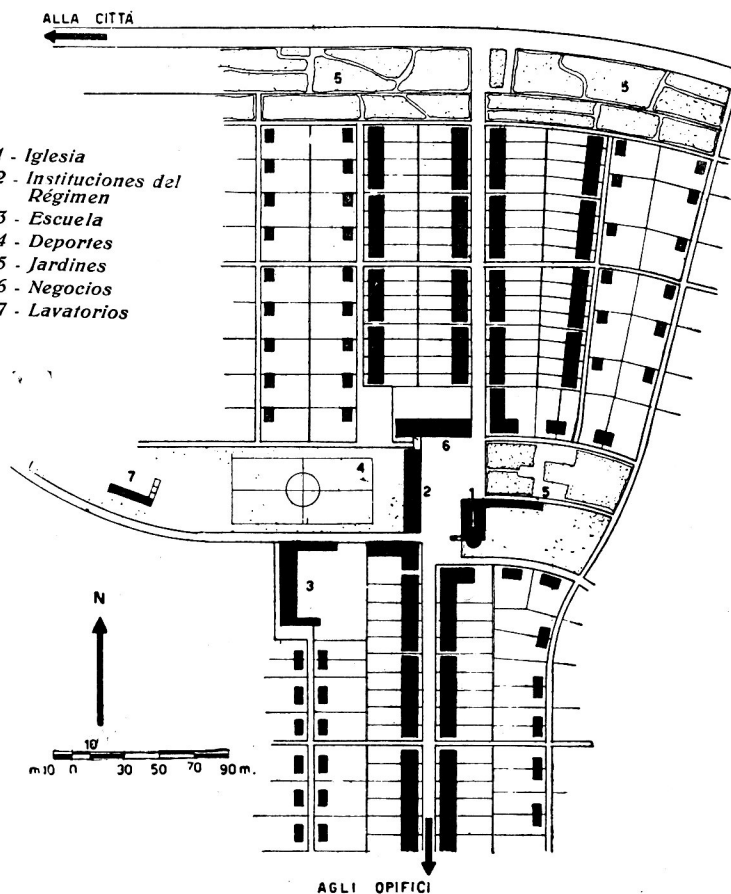 ALLA CITTÀ
5
5
1 - Iglesia
2 - Instituciones del
Régimen
3 - Escuela
4 - Deportes
5 - Jardines
6 - Negocios
7 - Lavatorios
6
4
7
2
1
5
3
N
10'
m10 0 30 50 70 90 m.
AGLI OPIFICI